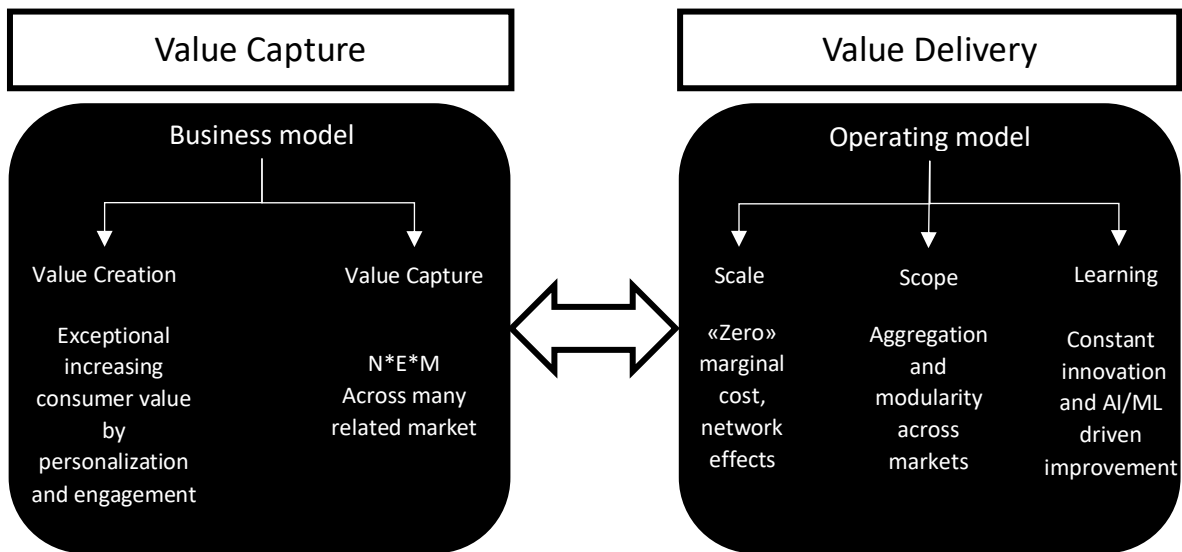 Value Capture
Value Delivery
Business model
Value Creation
Value Capture
Exceptional
increasing
consumer value
by
personalization
and engagement
N*E*M
Across many
related market
Operating model
Scale
Scope
Learning
«Zero»
marginal
cost,
network
effects
Aggregation
and
modularity
across
markets
Constant
innovation
and AI/ML
driven
improvement